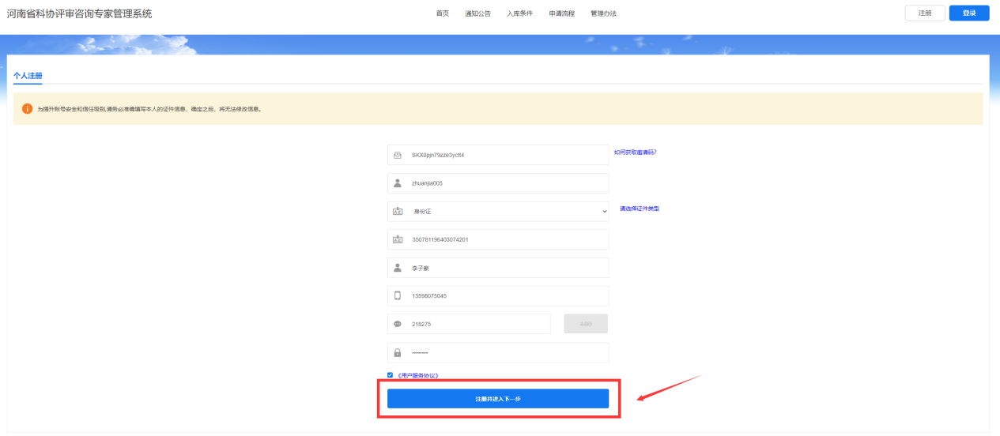 河南省科协评审咨询专家管理系统
首页 通知公告 入库条件 申请流程 管理办法
注册 登录
个人注册
为提升账号安全和信任级别,请务必准确填写本人的证件信息，确定之后，将无法修改信息。
SKX0pjn79zze3yctt4 如何获取邀请码?
zhuanjia005
身份证 请选择证件类型
350781196403074201
李子豪
13598075045
218275 44秒
《用户服务协议》
注册并进入下一步